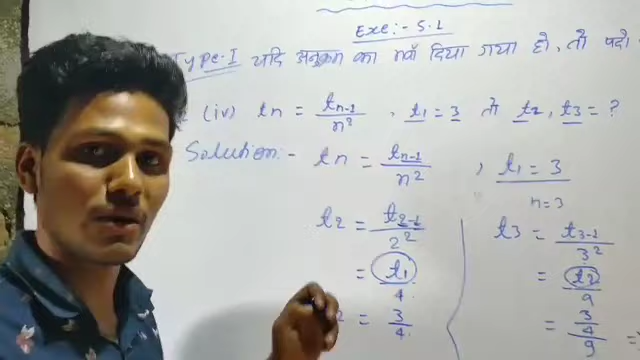 Exe:- 5.1
Type:-I यदि अनुक्रम का nवाँ दिया गया हो, तो पदो
(iv) tn = tn-1/n² , t1 = 3 तो t2, t3 = ?
Solution:- tn = tn-1/n² , t1 = 3
n=3
t2 = t2-1/2²
= t1/4
2 = 3/4
t3 = t3-1/3²
= t2/9
= 3/4/9 =